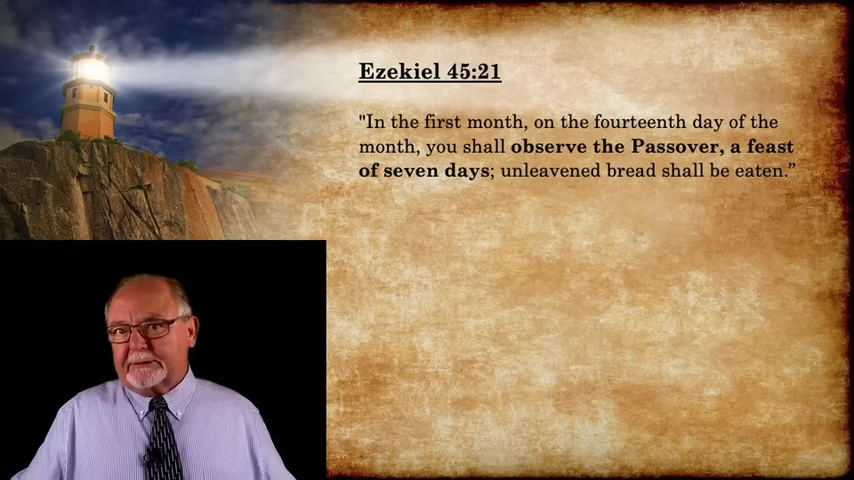 Ezekiel 45:21
"In the first month, on the fourteenth day of the
month, you shall observe the Passover, a feast
of seven days; unleavened bread shall be eaten.”